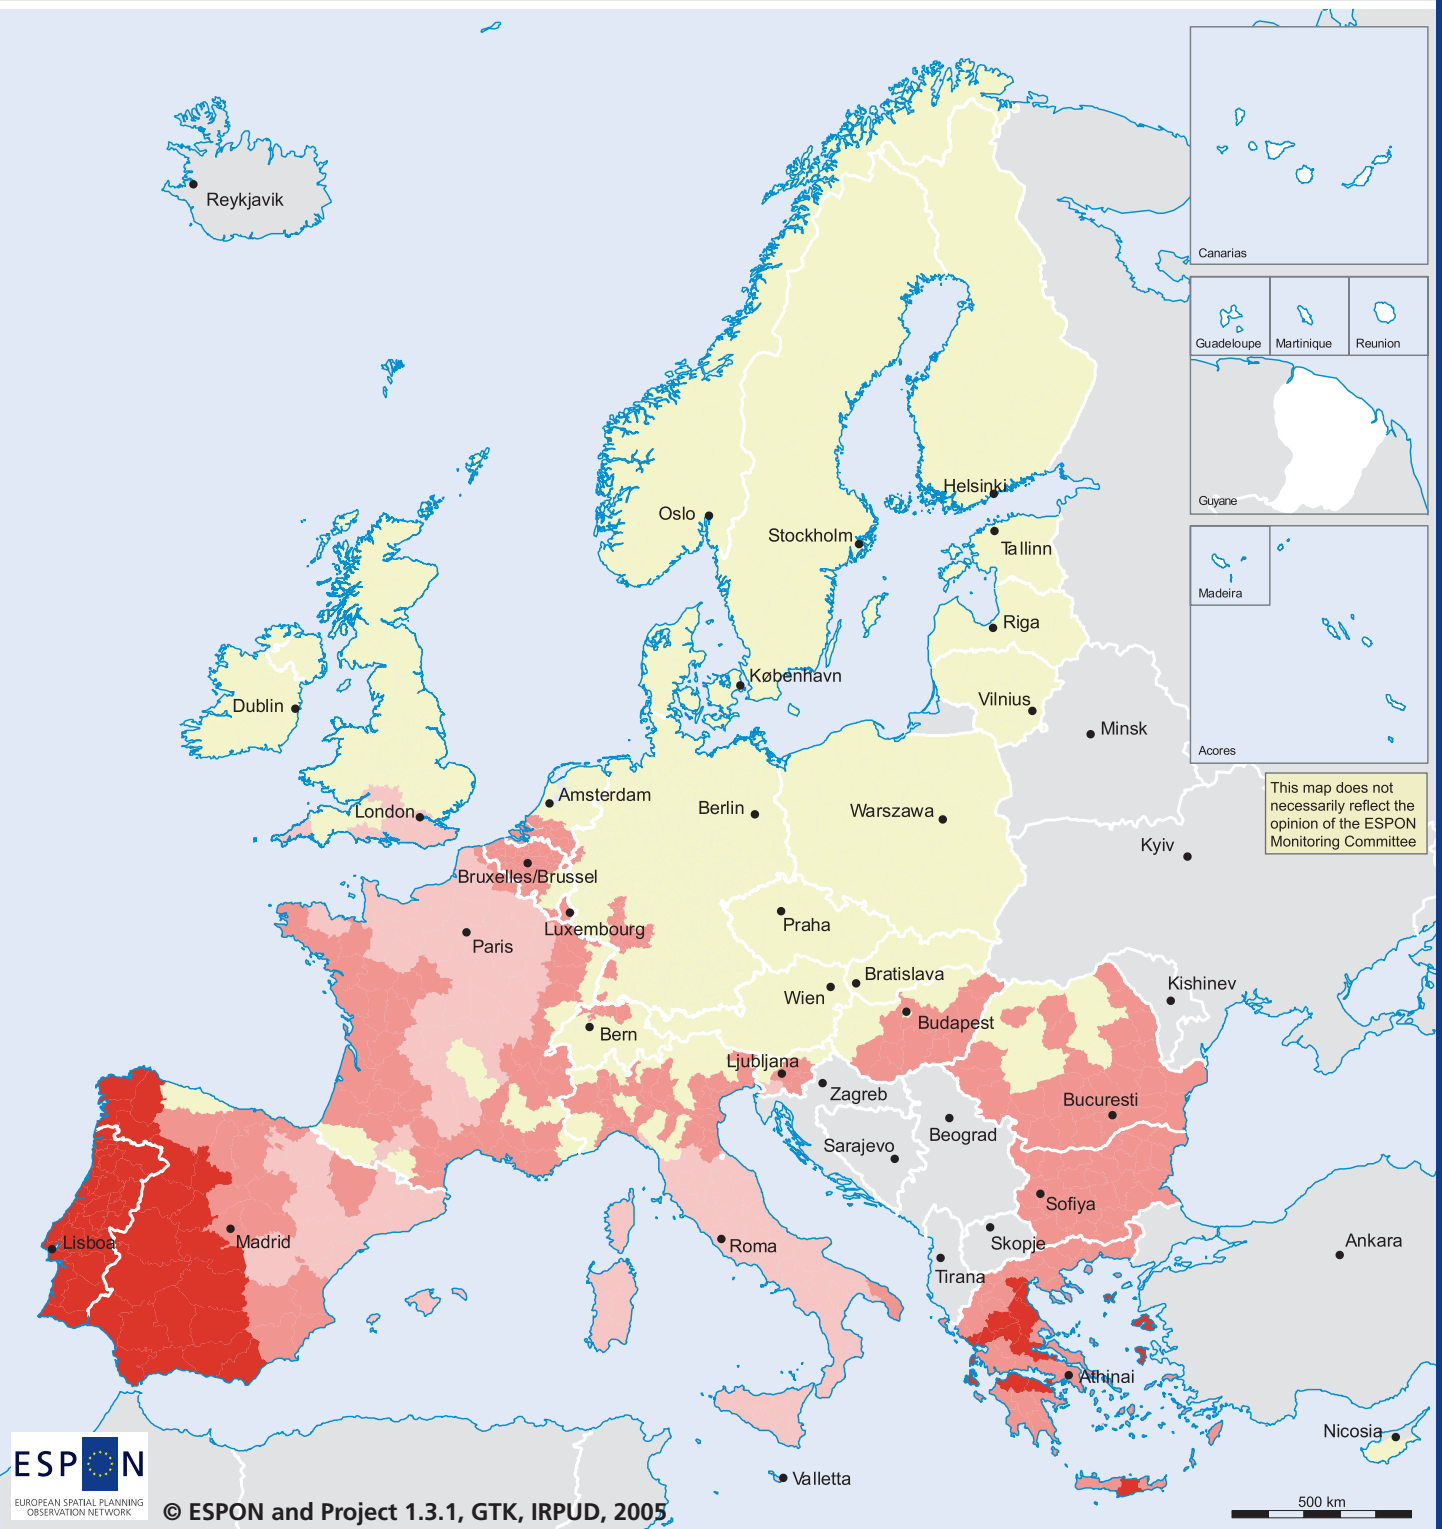 Reykjavik
Canarias
Guadeloupe
Martinique
Reunion
Guyane
Helsinki
Oslo
Stockholm
Tallinn
Madeira
Riga
København
Vilnius
Dublin
Minsk
Acores
This map does not
necessarily reflect the
opinion of the ESPON
Monitoring Committee
Amsterdam
London
Berlin
Warszawa
Kyiv
Bruxelles/Brussel
Luxembourg
Praha
Paris
Bratislava
Wien
Kishinev
Budapest
Bern
Ljubljana
Zagreb
Bucuresti
Beograd
Sarajevo
Sofiya
Lisboa
Madrid
Roma
Skopje
Ankara
Tirana
Athinai
Nicosia
Valletta
ESPON
EUROPEAN SPATIAL PLANNING
OBSERVATION NETWORK
© ESPON and Project 1.3.1, GTK, IRPUD, 2005
500 km